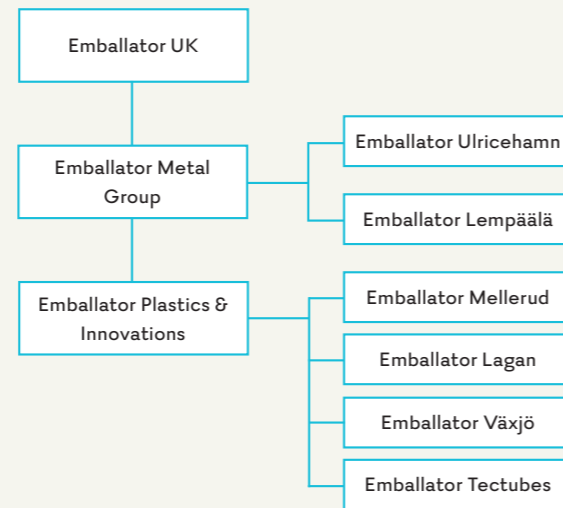 Emballator UK
Emballator Metal
Group
Emballator Ulricehamn
Emballator Lempäälä
Emballator Plastics &
Innovations
Emballator Mellerud
Emballator Lagan
Emballator Växjö
Emballator Tectubes